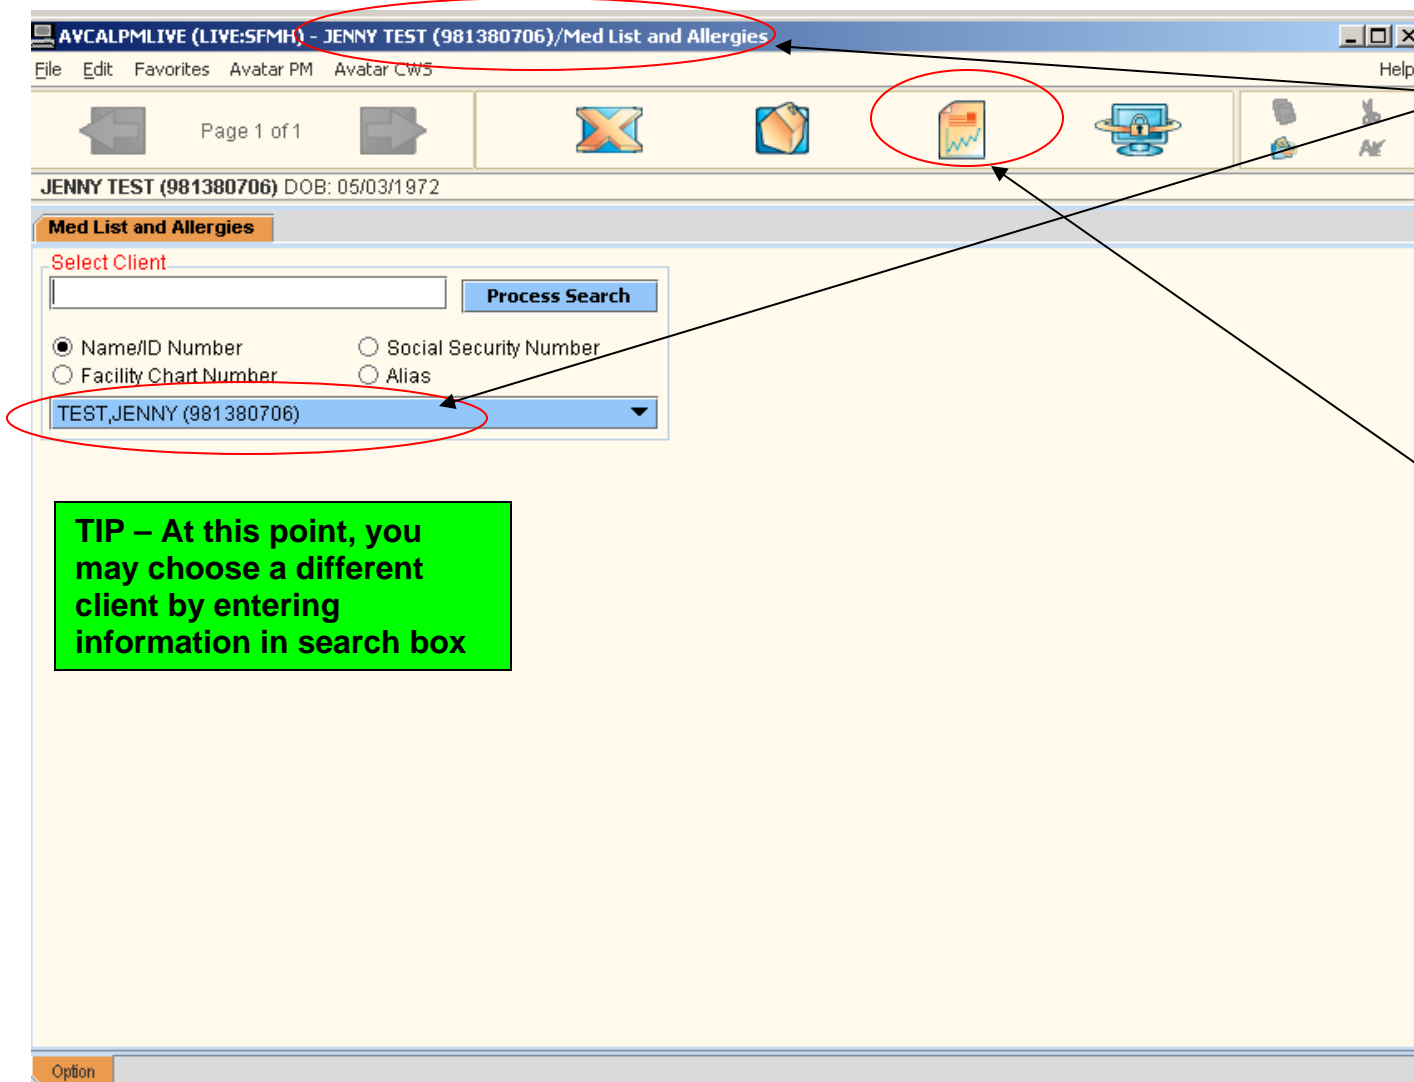 AVCALPMLIVE (LIVE:SFMH) - JENNY TEST (981380706)/Med List and Allergies
File Edit Favorites Avatar PM Avatar CWS Help
Page 1 of 1
JENNY TEST (981380706) DOB: 05/03/1972
Med List and Allergies
Select Client
Process Search
Name/ID Number Social Security Number
Facility Chart Number Alias
TEST,JENNY (981380706)
TIP – At this point, you
may choose a different
client by entering
information in search box
Option